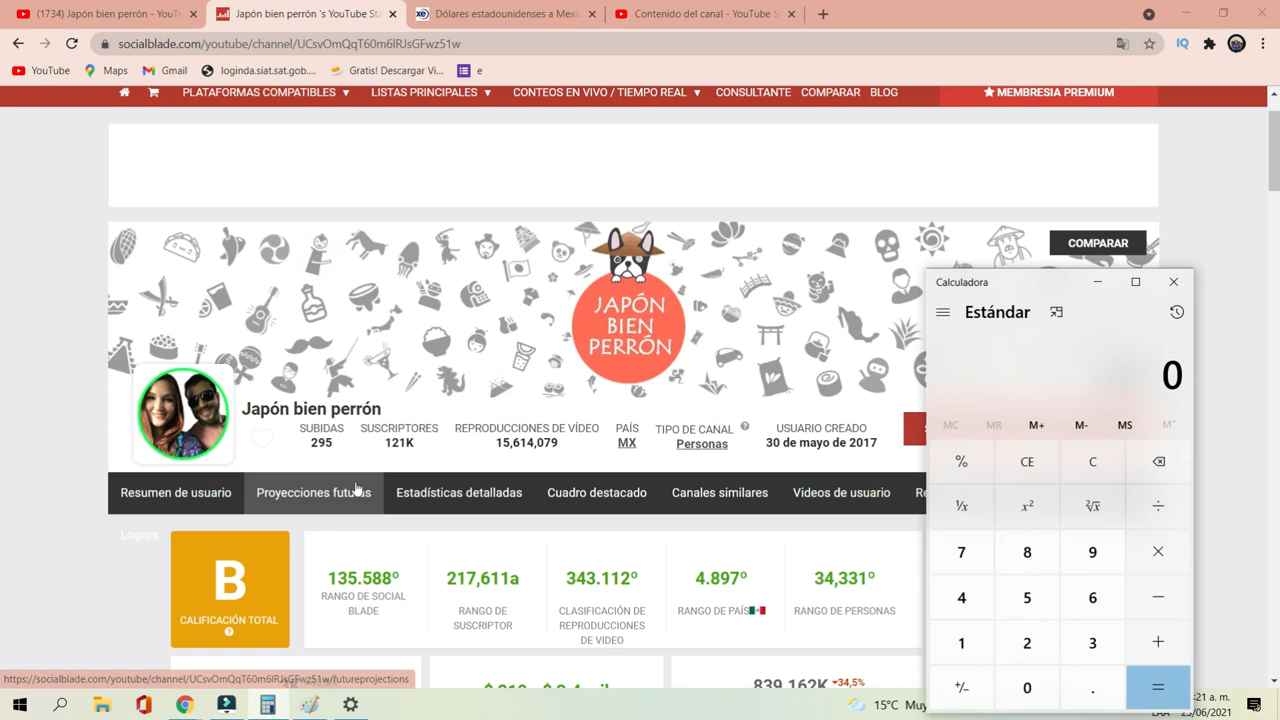 (1734) Japón bien perrón - YouT
Japón bien perrón 's YouTube Sta
Dólares estadounidenses a Mexi
Contenido del canal - YouTube S
socialblade.com/youtube/channel/UCsvOmQqT60m6lRJsGFwz51w
YouTube
Maps
Gmail
loginda.siat.sat.gob....
Gratis! Descargar Vi...
e
PLATAFORMAS COMPATIBLES
LISTAS PRINCIPALES
CONTEOS EN VIVO / TIEMPO REAL
CONSULTANTE
COMPARAR
BLOG
MEMBRESIA PREMIUM
COMPARAR
JAPÓN
BIEN
PERRÓN
Japón bien perrón
SUBIDAS
295
SUSCRIPTORES
121K
REPRODUCCIONES DE VÍDEO
15,614,079
PAÍS
MX
TIPO DE CANAL
Personas
USUARIO CREADO
30 de mayo de 2017
Resumen de usuario
Proyecciones futuras
Estadísticas detalladas
Cuadro destacado
Canales similares
Videos de usuario
Re
Logros
B
CALIFICACIÓN TOTAL
135.588º
RANGO DE SOCIAL
BLADE
217,611a
RANGO DE
SUSCRIPTOR
343.112º
CLASIFICACIÓN DE
REPRODUCCIONES
DE VIDEO
4.897º
RANGO DE PAÍS
34,331º
RANGO DE PERSONAS
839.162K
34,5%
Calculadora
Estándar
0
MC MR M+ M- MS
% CE C
¹/x x² ²√x ÷
7 8 9 ×
4 5 6 −
1 2 3 +
+/- 0 . =
https://socialblade.com/youtube/channel/UCsvOmQqT60m6lRJsGFwz51w/futureprojections
15°C Muy
:21 a. m.
LAA
25/06/2021